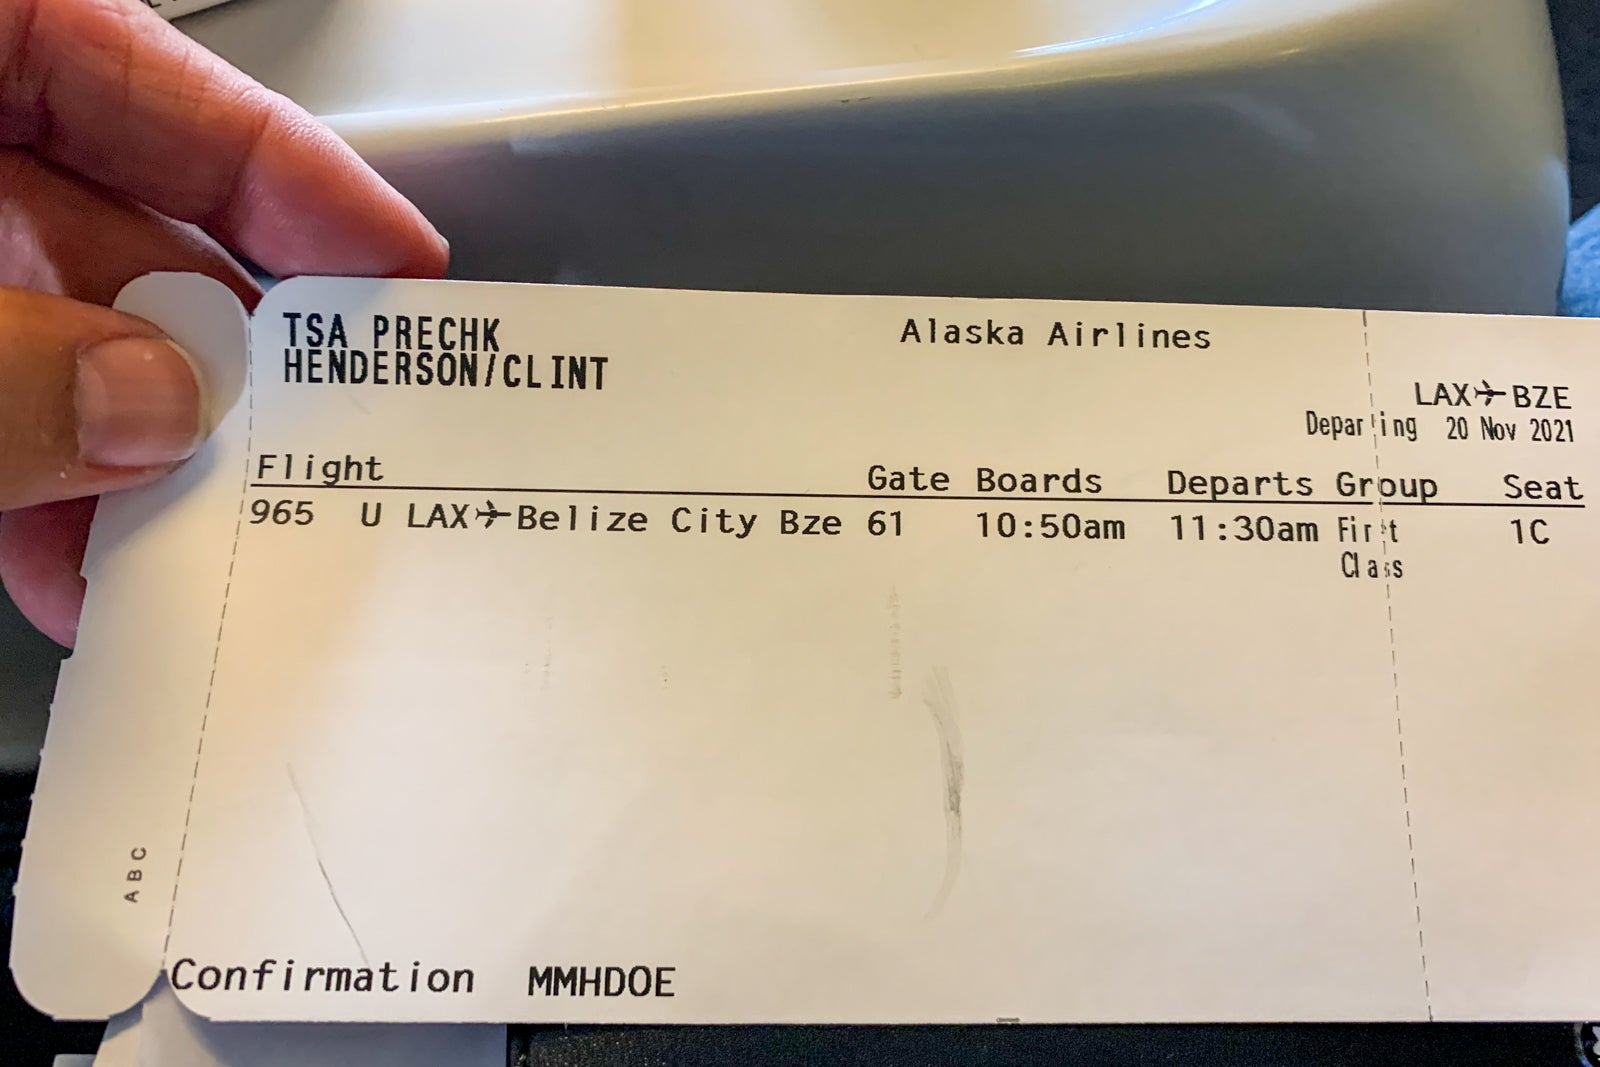 TSA PRECHK
HENDERSON/CLINT
Alaska Airlines
LAX✈BZE
Departing 20 Nov 2021
Flight Gate Boards Departs Group Seat
965 U LAX✈Belize City Bze 61 10:50am 11:30am First Class 1C
ABC
Confirmation MMHDOE